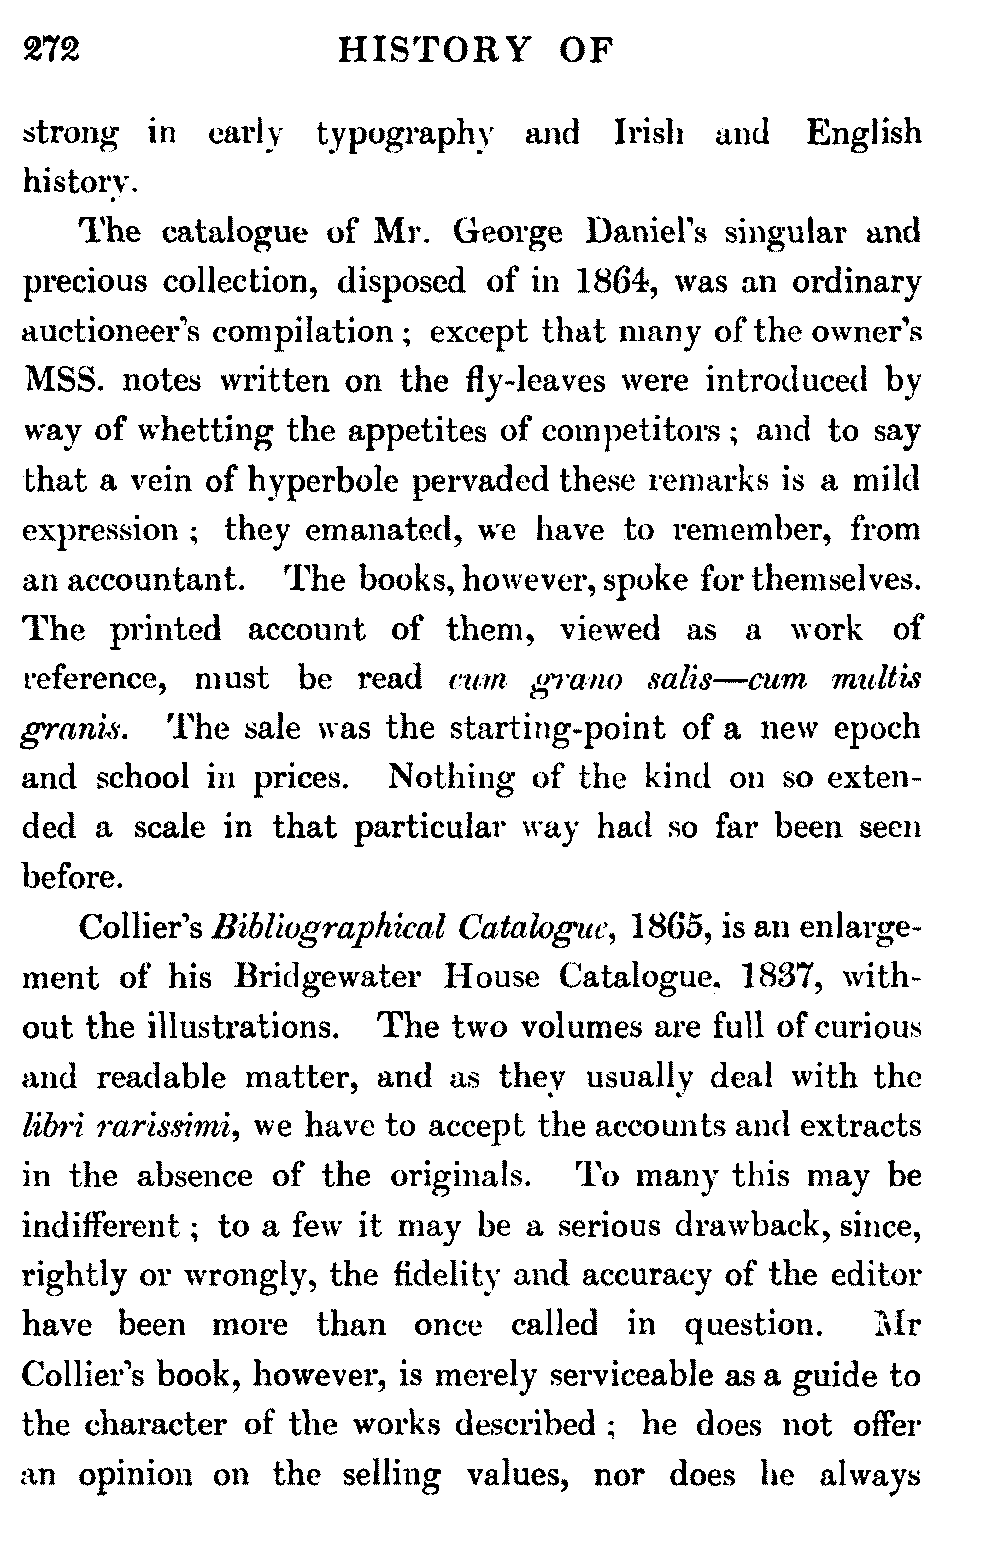 272 HISTORY OF
strong in early typography and Irish and English
history.
The catalogue of Mr. George Daniel's singular and
precious collection, disposed of in 1864, was an ordinary
auctioneer's compilation ; except that many of the owner's
MSS. notes written on the fly-leaves were introduced by
way of whetting the appetites of competitors ; and to say
that a vein of hyperbole pervaded these remarks is a mild
expression ; they emanated, we have to remember, from
an accountant. The books, however, spoke for themselves.
The printed account of them, viewed as a work of
reference, must be read cum grano salis—cum multis
granis. The sale was the starting-point of a new epoch
and school in prices. Nothing of the kind on so exten-
ded a scale in that particular way had so far been seen
before.
Collier's Bibliographical Catalogue, 1865, is an enlarge-
ment of his Bridgewater House Catalogue. 1837, with-
out the illustrations. The two volumes are full of curious
and readable matter, and as they usually deal with the
libri rarissimi, we have to accept the accounts and extracts
in the absence of the originals. To many this may be
indifferent ; to a few it may be a serious drawback, since,
rightly or wrongly, the fidelity and accuracy of the editor
have been more than once called in question. Mr
Collier's book, however, is merely serviceable as a guide to
the character of the works described ; he does not offer
an opinion on the selling values, nor does he always